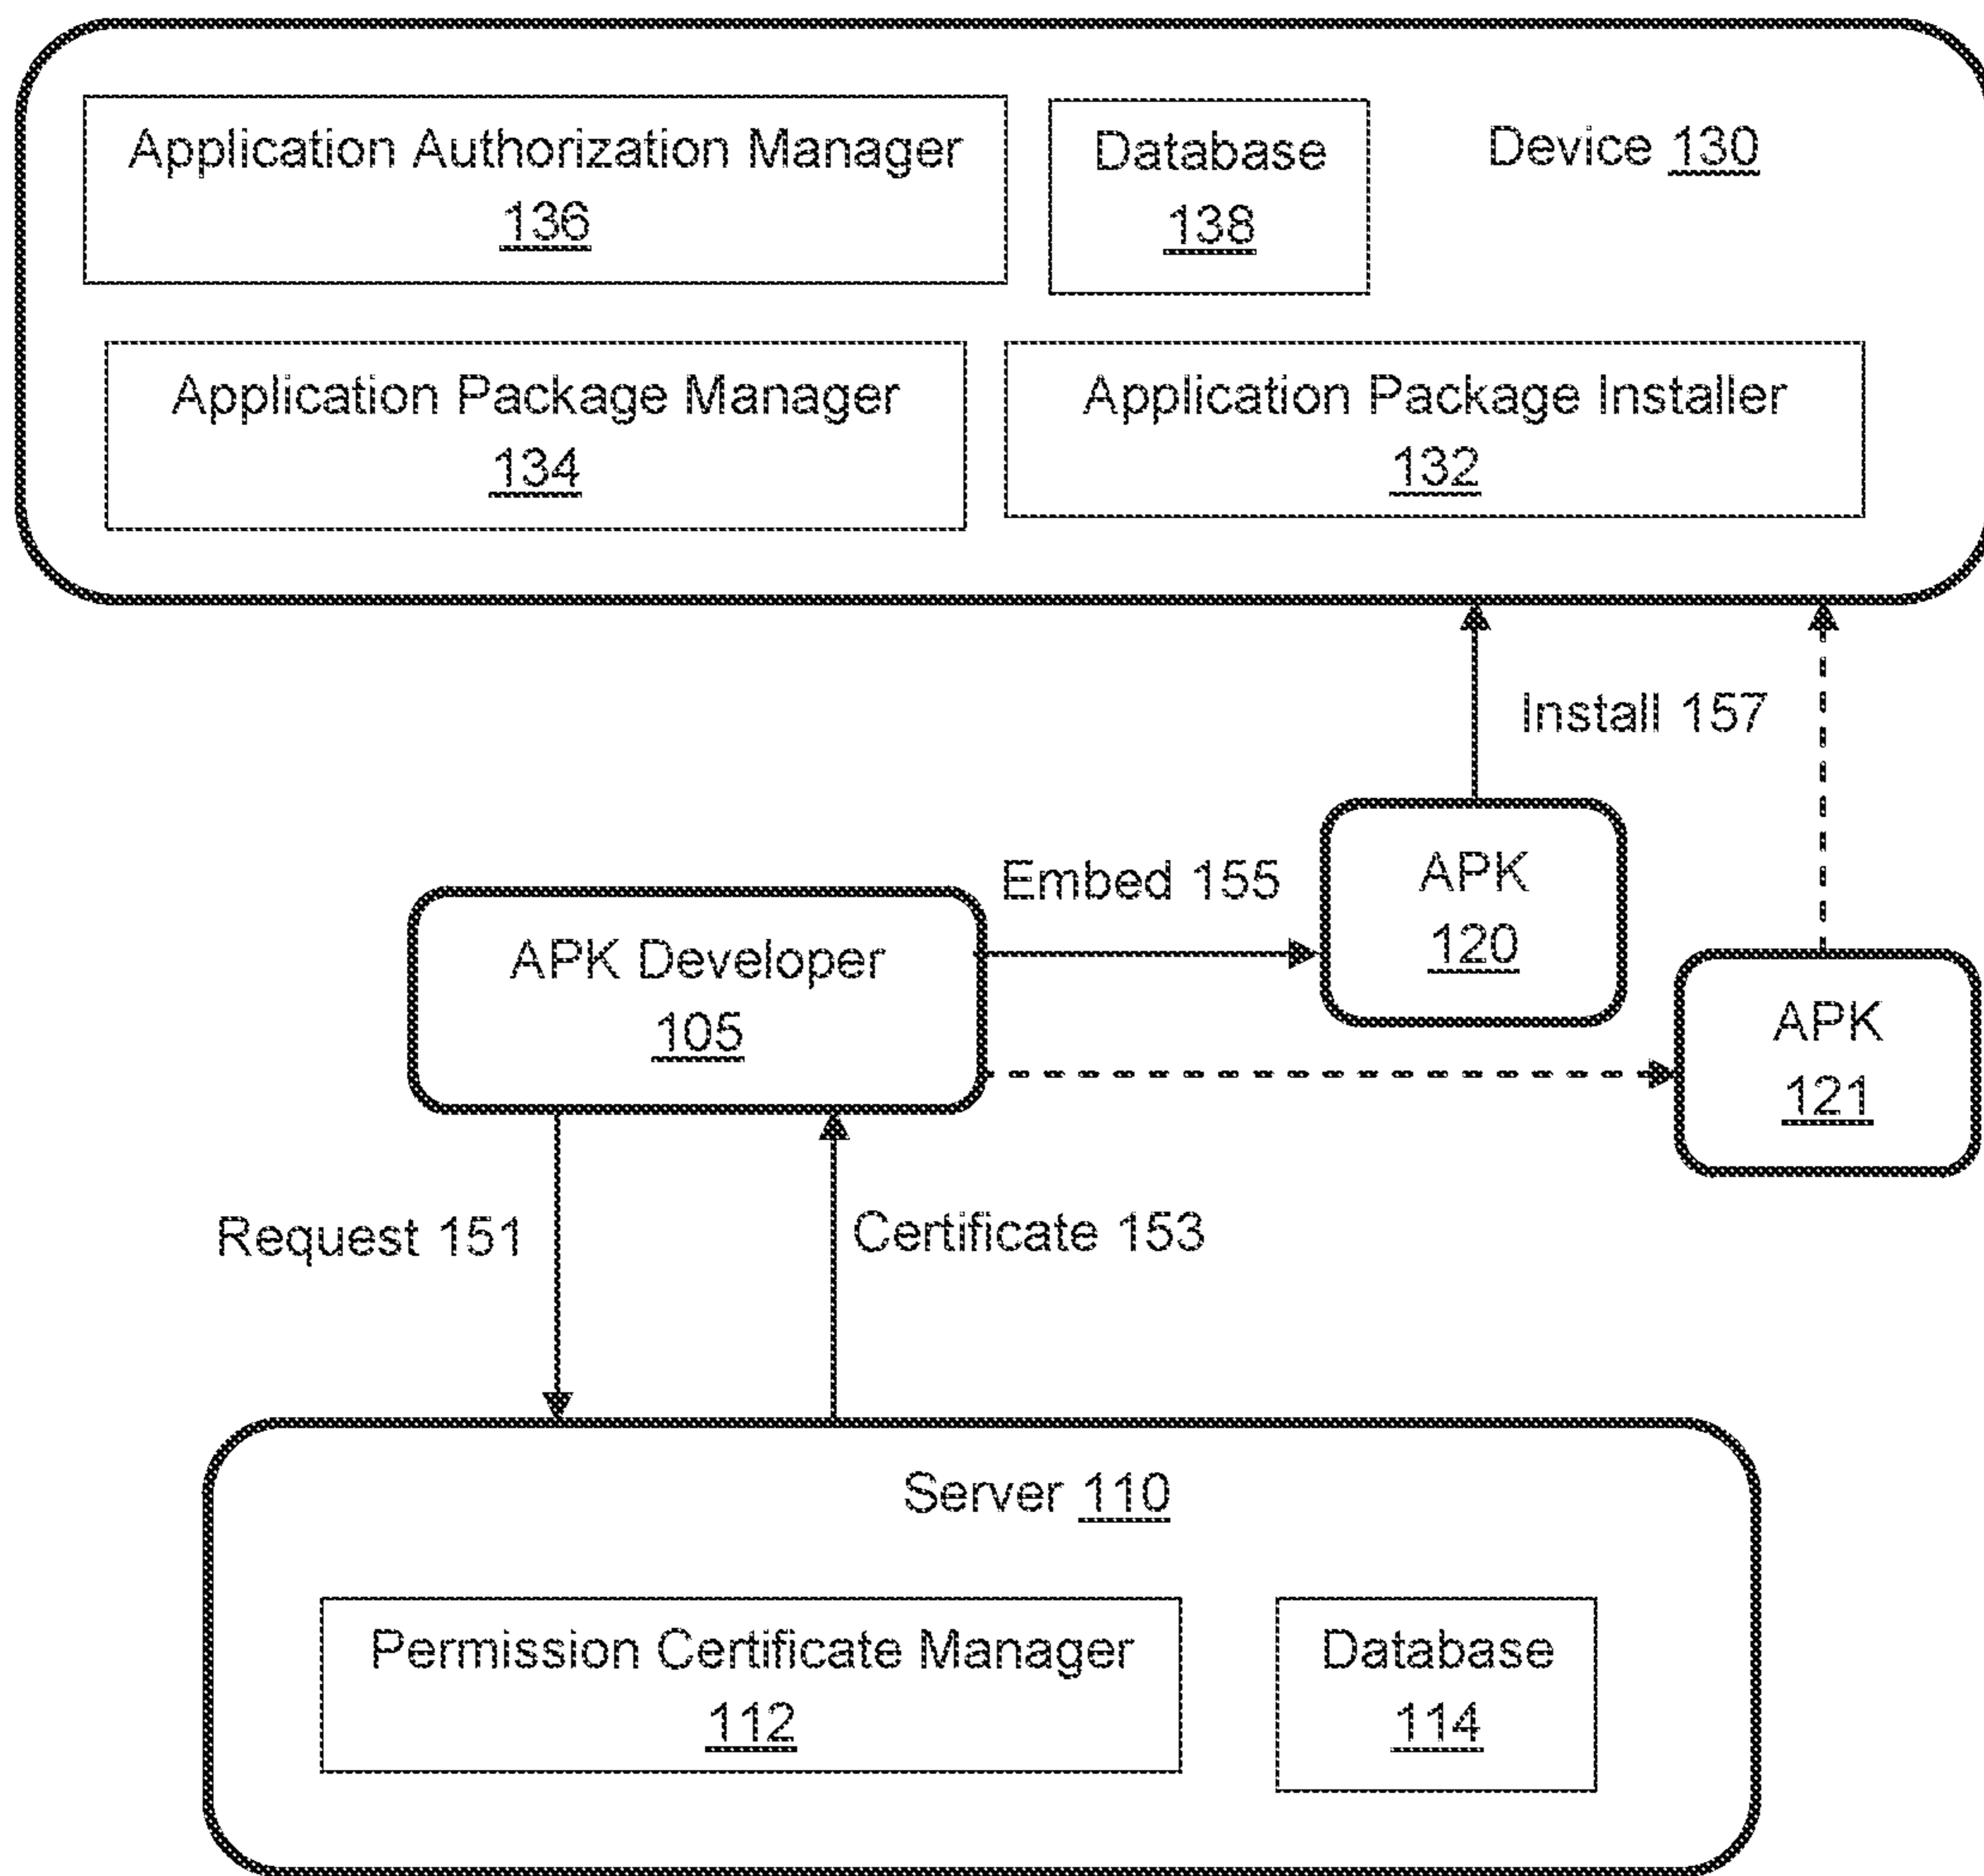 Application Authorization Manager
136
Database
138
Device 130
Application Package Manager
134
Application Package Installer
132
Install 157
APK
120
Embed 155
APK Developer
105
APK
121
Request 151
Certificate 153
Server 110
Permission Certificate Manager
112
Database
114